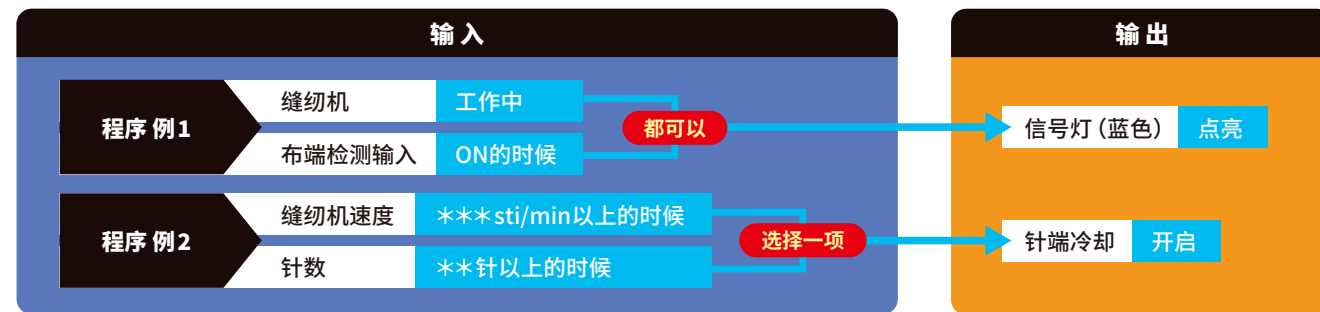 输入
输出
程序 例1
缝纫机 工作中
布端检测输入 ON的时候
都可以
信号灯（蓝色） 点亮
程序 例2
缝纫机速度 ＊＊＊sti/min以上的时候
针数 ＊＊针以上的时候
选择一项
针端冷却 开启